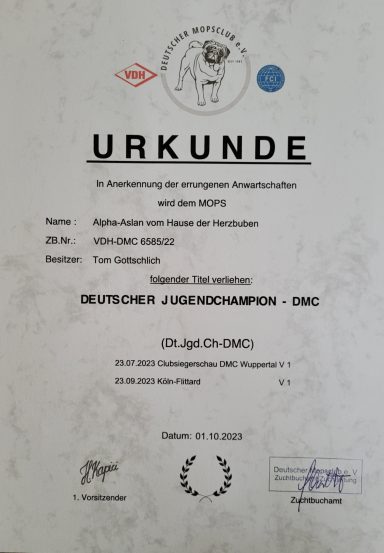 DEUTSCHER MOPSCLUB e.V.
VDH
FCI
URKUNDE
In Anerkennung der errungenen Anwartschaften
wird dem MOPS
Name : Alpha-Aslan vom Hause der Herzbuben
ZB.Nr.: VDH-DMC 6585/22
Besitzer: Tom Gottschlich
folgender Titel verliehen:
DEUTSCHER JUGENDCHAMPION - DMC
(Dt.Jgd.Ch-DMC)
23.07.2023 Clubsiegerschau DMC Wuppertal V 1
23.09.2023 Köln-Flittard V 1
Datum: 01.10.2023
Deutscher Mopsclub e. V
1. Vorsitzender
Zuchtbuchamt